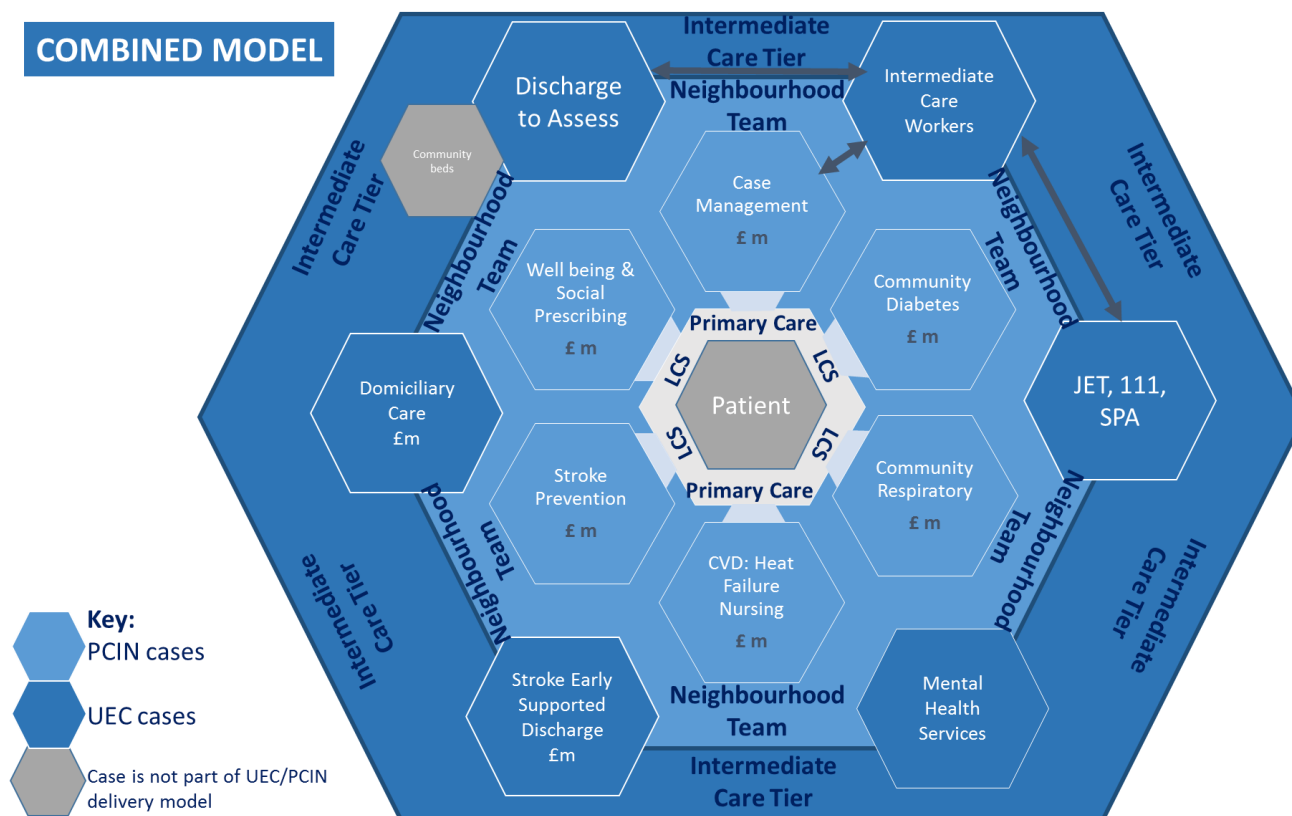 COMBINED MODEL
Intermediate
Care Tier
Neighbourhood
Team
Discharge
to Assess
Intermediate
Care
Workers
Community
beds
Intermediate
Care Tier
Intermediate
Care Tier
Neighbourhood
Team
Neighbourhood
Team
Case
Management
£ m
Well being &
Social
Prescribing
£ m
Community
Diabetes
£ m
Primary Care
LCS
LCS
Patient
LCS
LCS
Primary Care
Domiciliary
Care
£m
JET, 111,
SPA
Stroke
Prevention
£ m
Community
Respiratory
£ m
CVD: Heat
Failure
Nursing
£ m
Neighbourhood
Team
Neighbourhood
Team
Intermediate
Care Tier
Intermediate
Care Tier
Stroke Early
Supported
Discharge
£m
Neighbourhood
Team
Mental
Health
Services
Intermediate
Care Tier
Key:
PCIN cases
UEC cases
Case is not part of UEC/PCIN
delivery model